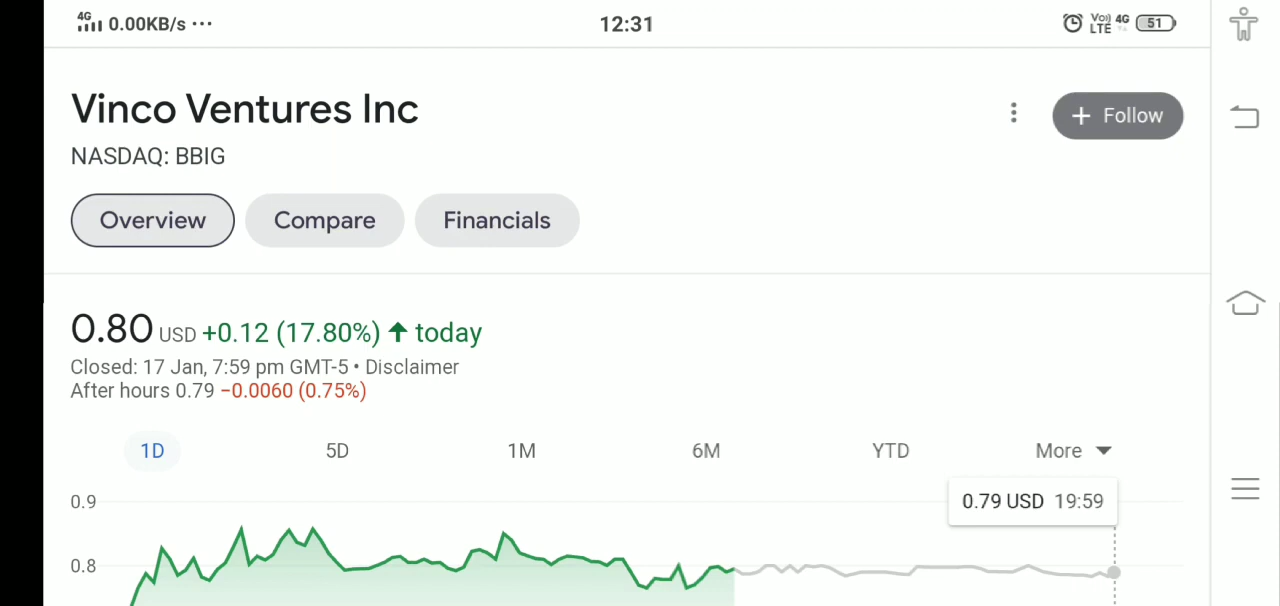 4G 0.00KB/s ··· 12:31 Vo)) LTE 4G 51
Vinco Ventures Inc
+ Follow
NASDAQ: BBIG
Overview Compare Financials
0.80 USD +0.12 (17.80%) ↑ today
Closed: 17 Jan, 7:59 pm GMT-5 • Disclaimer
After hours 0.79 −0.0060 (0.75%)
1D 5D 1M 6M YTD More
0.79 USD 19:59
0.9
0.8